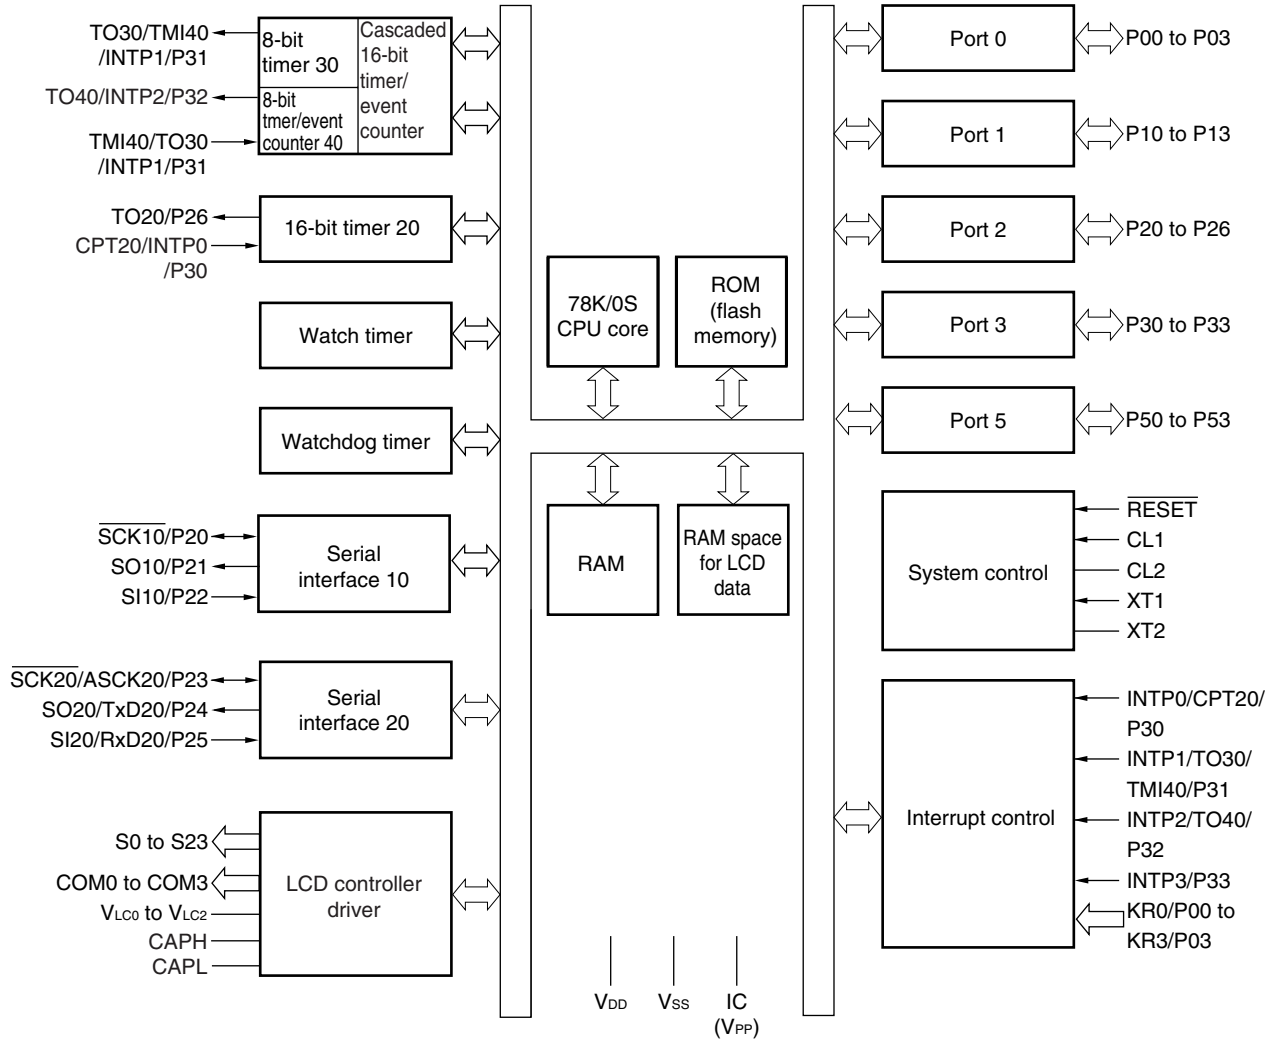 TO30/TMI40
/INTP1/P31
TO40/INTP2/P32
TMI40/TO30
/INTP1/P31
8-bit
timer 30
8-bit
tmer/event
counter 40
Cascaded
16-bit
timer/
event
counter
TO20/P26
CPT20/INTP0
/P30
16-bit timer 20
Watch timer
Watchdog timer
SCK10/P20
SO10/P21
SI10/P22
Serial
interface 10
SCK20/ASCK20/P23
SO20/TxD20/P24
SI20/RxD20/P25
Serial
interface 20
S0 to S23
COM0 to COM3
VLC0 to VLC2
CAPH
CAPL
LCD controller
driver
78K/0S
CPU core
ROM
(flash
memory)
RAM
RAM space
for LCD
data
VDD
VSS
IC
(VPP)
Port 0
P00 to P03
Port 1
P10 to P13
Port 2
P20 to P26
Port 3
P30 to P33
Port 5
P50 to P53
System control
RESET
CL1
CL2
XT1
XT2
Interrupt control
INTP0/CPT20/
P30
INTP1/TO30/
TMI40/P31
INTP2/TO40/
P32
INTP3/P33
KR0/P00 to
KR3/P03